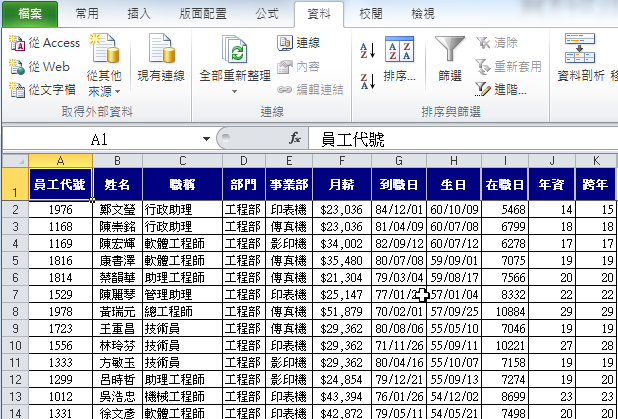 檔案 常用 插入 版面配置 公式 資料 校閱 檢視
從 Access
從 Web
從文字檔
從其他來源
現有連線
取得外部資料
全部重新整理
連線
內容
編輯連結
連線
排序...
篩選
清除
重新套用
進階...
排序與篩選
資料剖析
A1 fx 員工代號
A B C D E F G H I J K
1 員工代號 姓名 職稱 部門 事業部 月薪 到職日 生日 在職日 年資 跨年
2 1976 鄭文瑩 行政助理 工程部 印表機 $23,036 84/12/01 60/10/09 5468 14 15
3 1168 陳崇銘 行政助理 工程部 傳真機 $23,036 81/04/09 60/07/08 6799 18 18
4 1169 陳宏輝 軟體工程師 工程部 影印機 $34,002 82/09/12 60/07/12 6278 17 17
5 1816 康書澤 軟體工程師 工程部 傳真機 $35,480 80/07/08 59/09/01 7075 19 19
6 1814 蔡韻華 助理工程師 工程部 傳真機 $21,304 79/03/04 59/08/17 7566 20 20
7 1529 陳麗琴 管理助理 工程部 印表機 $25,147 77/01/2 57/01/04 8332 22 22
8 1978 黃瑞元 總工程師 工程部 印表機 $51,879 70/02/01 57/09/25 10884 29 29
9 1723 王重昌 技術員 工程部 傳真機 $29,362 80/08/06 55/05/10 7046 19 19
10 1556 林玲芬 技術員 工程部 影印機 $29,362 71/11/26 55/09/11 10221 27 28
11 1333 方敏玉 技術員 工程部 影印機 $29,362 80/04/16 55/10/07 7158 19 19
12 1299 呂時哲 助理工程師 工程部 影印機 $24,854 79/12/21 55/09/13 7274 19 20
13 1012 吳浩忠 機械工程師 工程部 印表機 $43,394 76/01/26 54/12/02 8699 23 23
14 1331 徐文彥 軟體工程師 工程部 印表機 $42,872 79/05/11 54/05/21 7498 20 20